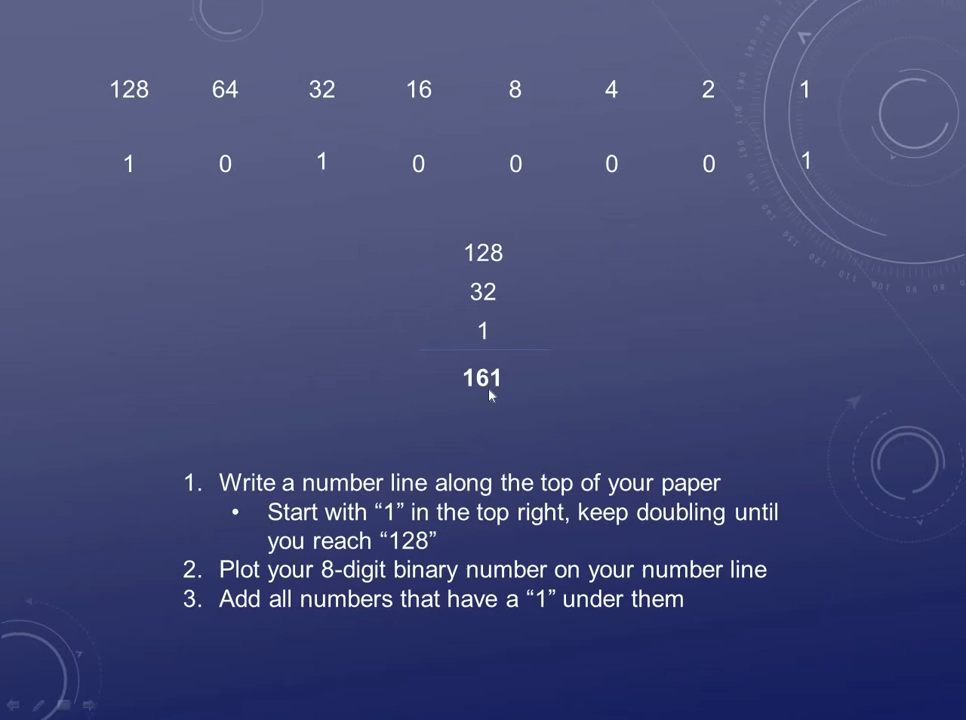 128 64 32 16 8 4 2 1
1 0 1 0 0 0 0 1
128
32
1
161
1. Write a number line along the top of your paper
• Start with “1” in the top right, keep doubling until
you reach “128”
2. Plot your 8-digit binary number on your number line
3. Add all numbers that have a “1” under them